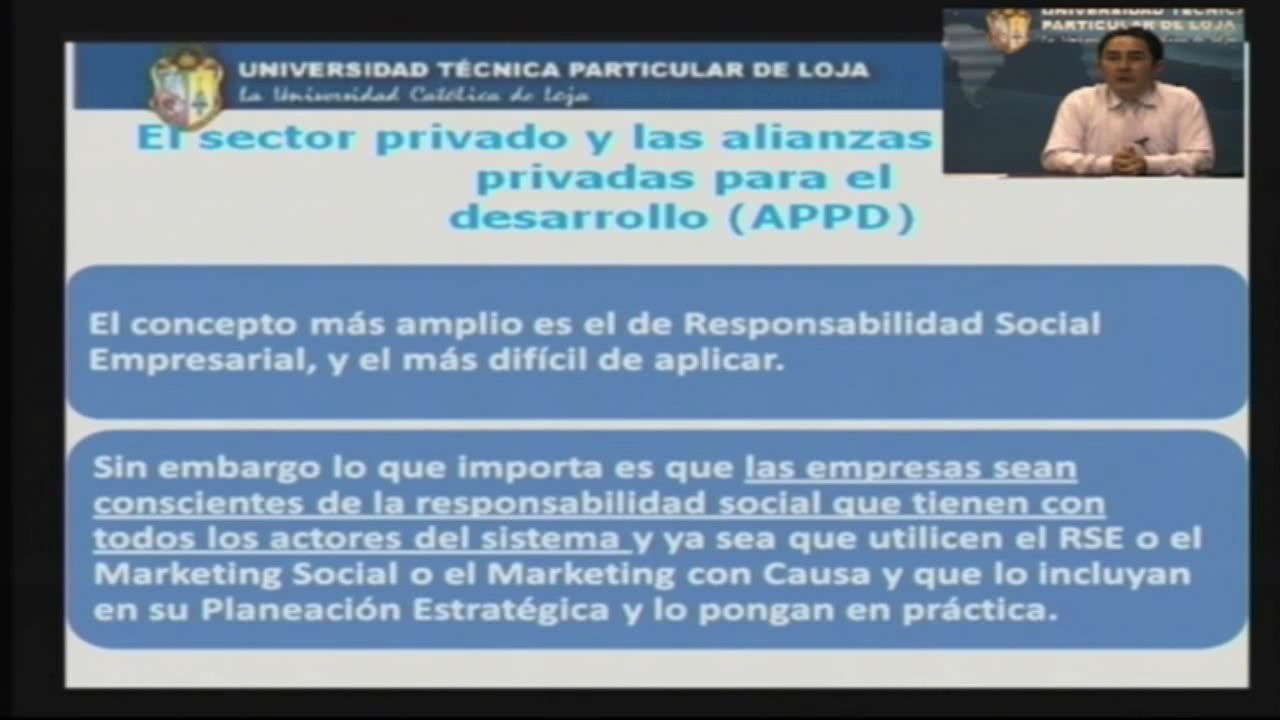 UNIVERSIDAD TÉCNICA PARTICULAR DE LOJA
La Universidad Católica de Loja
El sector privado y las alianzas
privadas para el
desarrollo (APPD)
El concepto más amplio es el de Responsabilidad Social
Empresarial, y el más difícil de aplicar.
Sin embargo lo que importa es que las empresas sean
conscientes de la responsabilidad social que tienen con
todos los actores del sistema y ya sea que utilicen el RSE o el
Marketing Social o el Marketing con Causa y que lo incluyan
en su Planeación Estratégica y lo pongan en práctica.
UNIVERSIDAD TÉCNICA
PARTICULAR DE LOJA